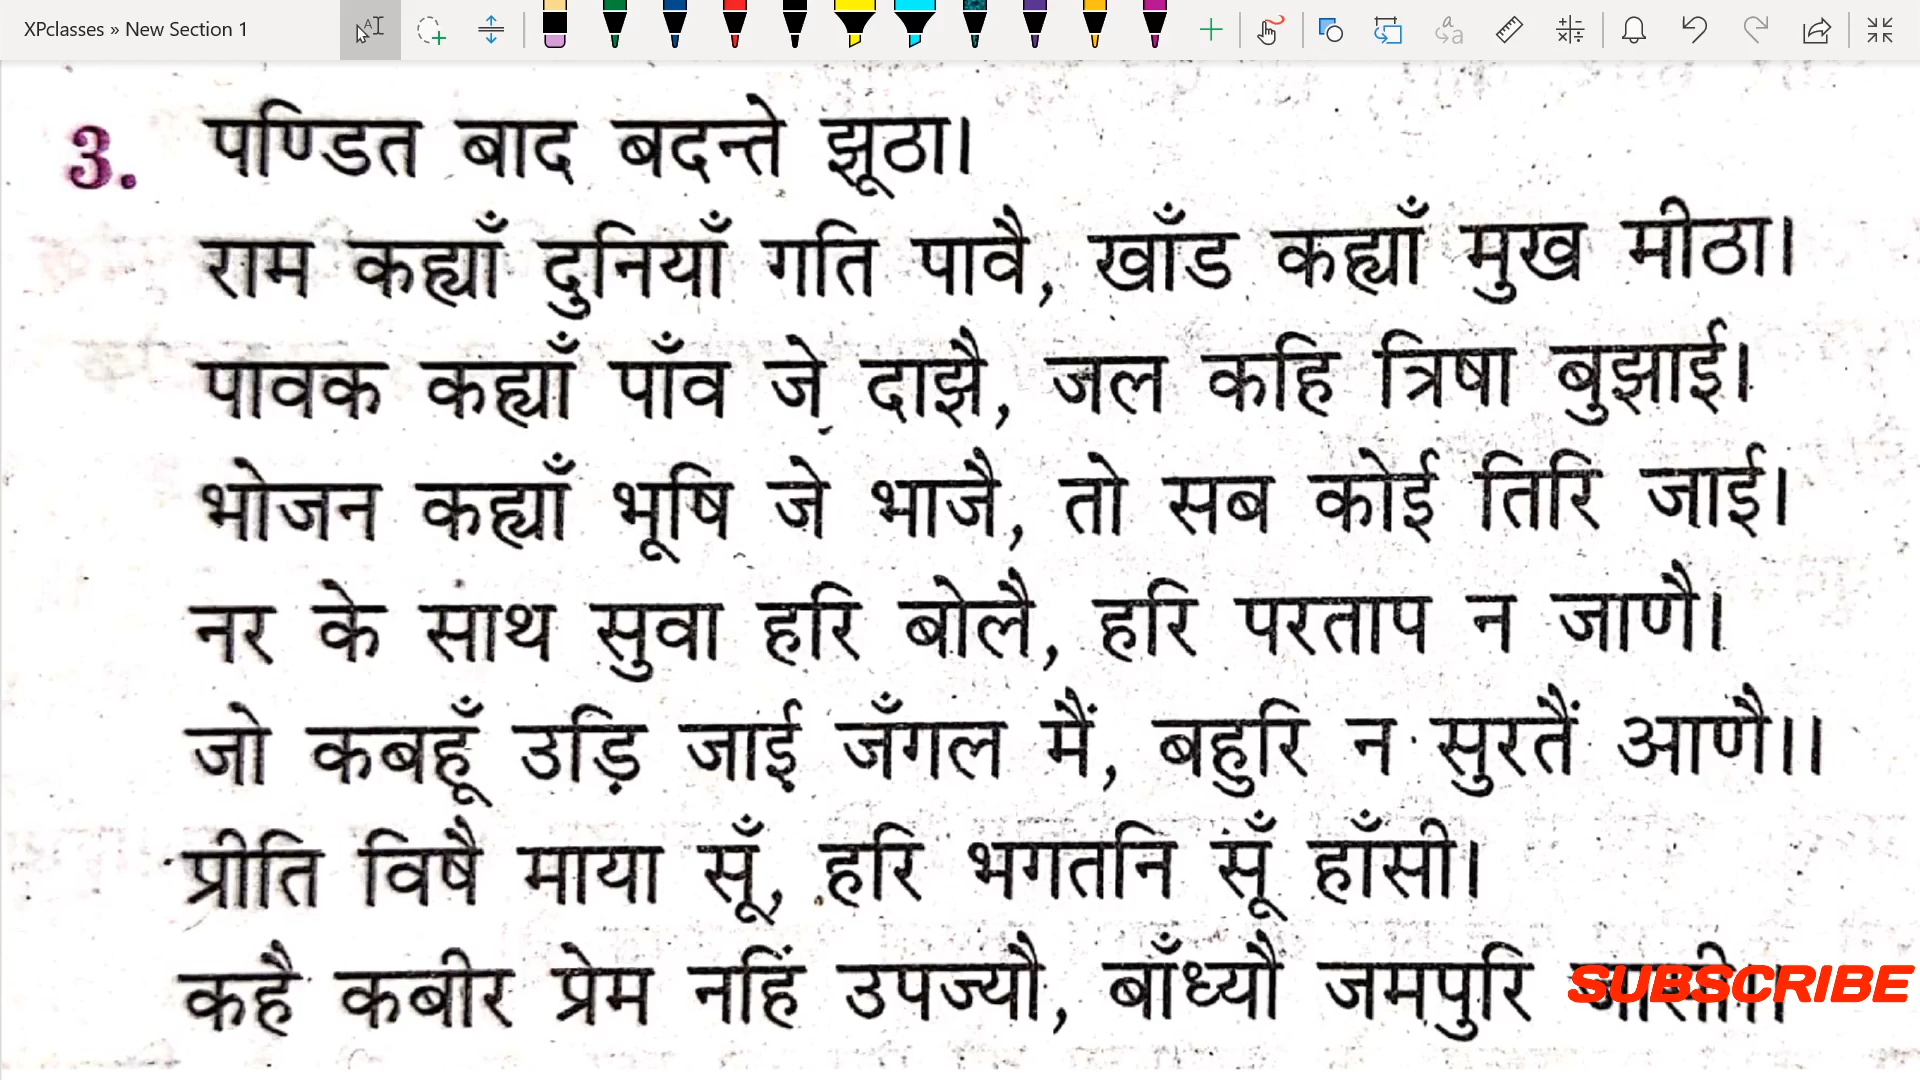 XPclasses » New Section 1
3. पण्डित बाद बदन्ते झूठा।
राम कह्याँ दुनियाँ गति पावै, खाँड कह्याँ मुख मीठा।
पावक कह्याँ पाँव जे दाझै, जल कहि त्रिषा बुझाई।
भोजन कह्याँ भूषि जे भाजै, तो सब कोई तिरि जाई।
नर के साथ सुवा हरि बोलै, हरि परताप न जाणै।
जो कबहूँ उड़ि जाई जँगल मैं, बहुरि न सुरतैं आणै।।
प्रीति विषै माया सूँ, हरि भगतनि सूँ हाँसी।
कहै कबीर प्रेम नहिं उपज्यौ, बाँध्यौ जमपुरि
SUBSCRIBE